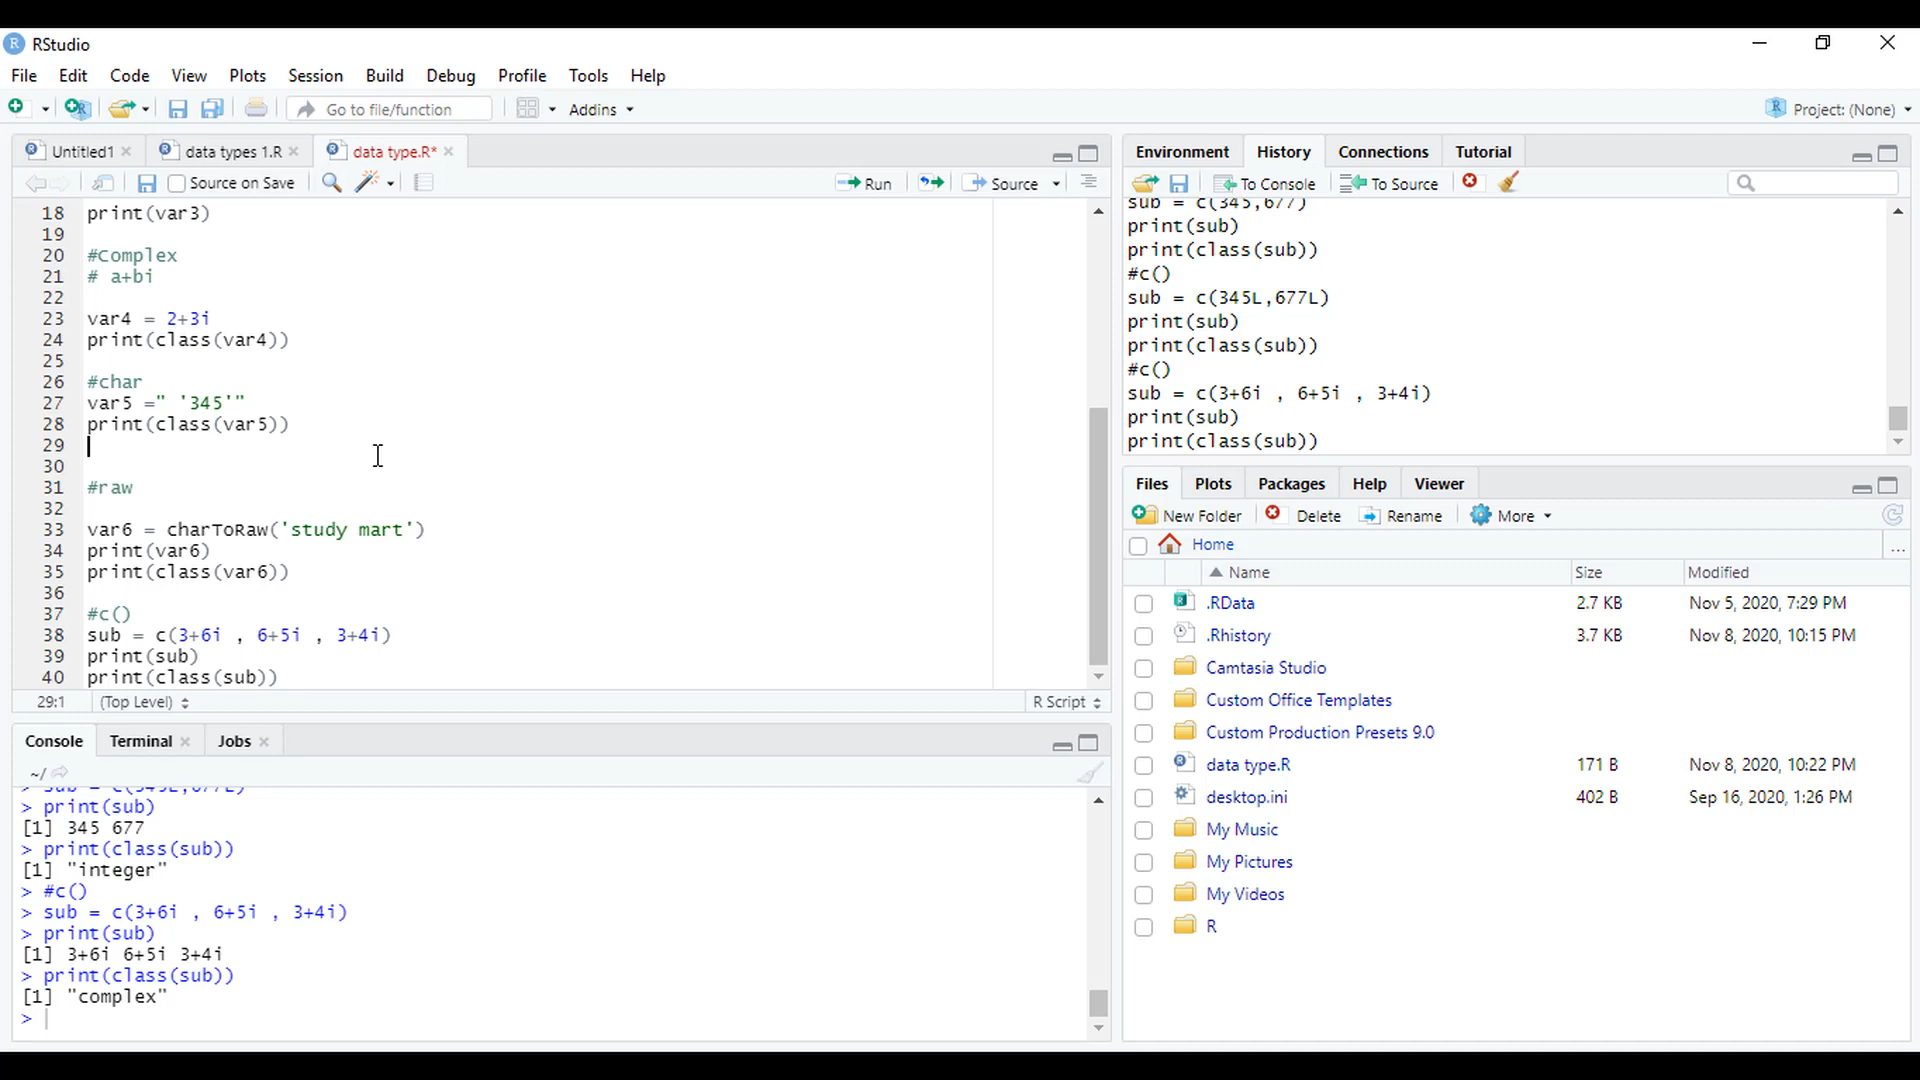 RStudio
File Edit Code View Plots Session Build Debug Profile Tools Help
Go to file/function Addins Project: (None)
Untitled1 data types 1.R data type.R*
Source on Save Run Source
18 print(var3)
19
20 #Complex
21 # a+bi
22
23 var4 = 2+3i
24 print(class(var4))
25
26 #char
27 var5 =" '345'"
28 print(class(var5))
29
30
31 #raw
32
33 var6 = charToRaw('study mart')
34 print(var6)
35 print(class(var6))
36
37 #c()
38 sub = c(3+6i , 6+5i , 3+4i)
39 print(sub)
40 print(class(sub))
29:1 (Top Level) R Script
Console Terminal Jobs
~/
> sub = c(345L,677L)
> print(sub)
[1] 345 677
> print(class(sub))
[1] "integer"
> #c()
> sub = c(3+6i , 6+5i , 3+4i)
> print(sub)
[1] 3+6i 6+5i 3+4i
> print(class(sub))
[1] "complex"
>
Environment History Connections Tutorial
To Console To Source
sub = c(345,677)
print(sub)
print(class(sub))
#c()
sub = c(345L,677L)
print(sub)
print(class(sub))
#c()
sub = c(3+6i , 6+5i , 3+4i)
print(sub)
print(class(sub))
Files Plots Packages Help Viewer
New Folder Delete Rename More
Home ...
Name Size Modified
.RData 2.7 KB Nov 5, 2020, 7:29 PM
.Rhistory 3.7 KB Nov 8, 2020, 10:15 PM
Camtasia Studio
Custom Office Templates
Custom Production Presets 9.0
data type.R 171 B Nov 8, 2020, 10:22 PM
desktop.ini 402 B Sep 16, 2020, 1:26 PM
My Music
My Pictures
My Videos
R